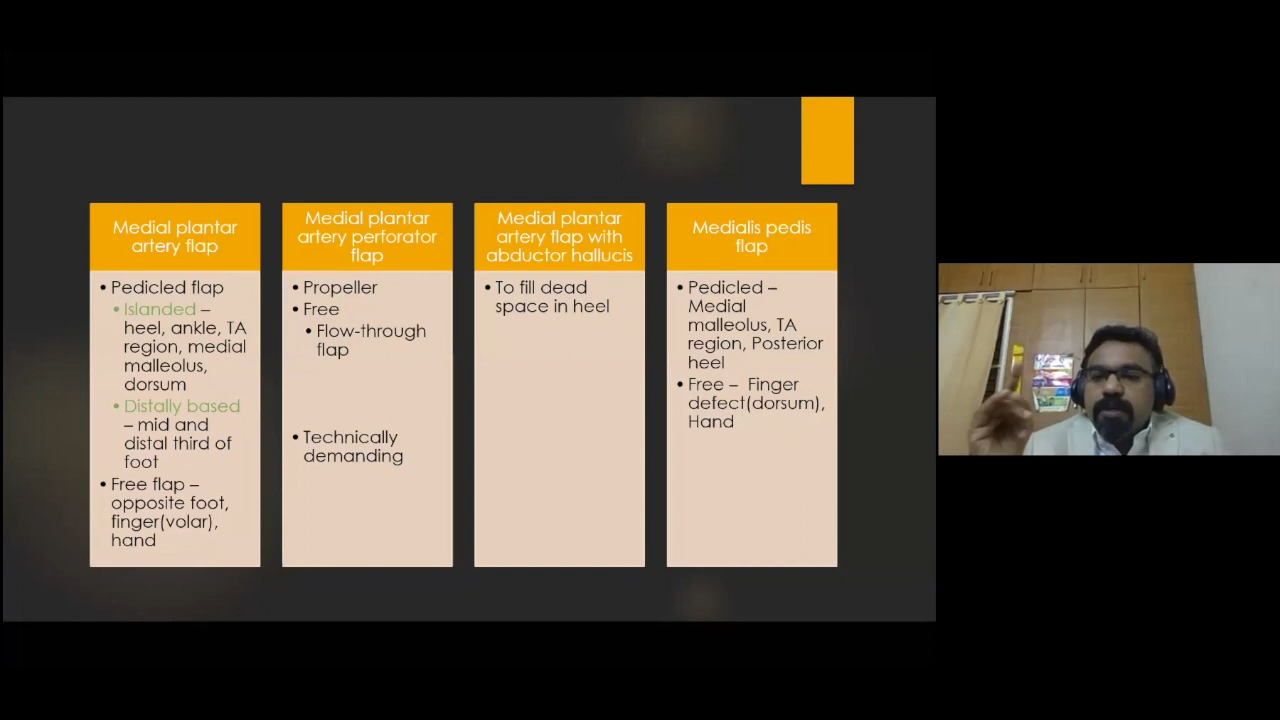 Medial plantar
artery flap
• Pedicled flap
• Islanded –
heel, ankle, TA
region, medial
malleolus,
dorsum
• Distally based
– mid and
distal third of
foot
• Free flap –
opposite foot,
finger(volar),
hand
Medial plantar
artery perforator
flap
• Propeller
• Free
• Flow-through
flap
• Technically
demanding
Medial plantar
artery flap with
abductor hallucis
• To fill dead
space in heel
Medialis pedis
flap
• Pedicled –
Medial
malleolus, TA
region, Posterior
heel
• Free – Finger
defect(dorsum),
Hand